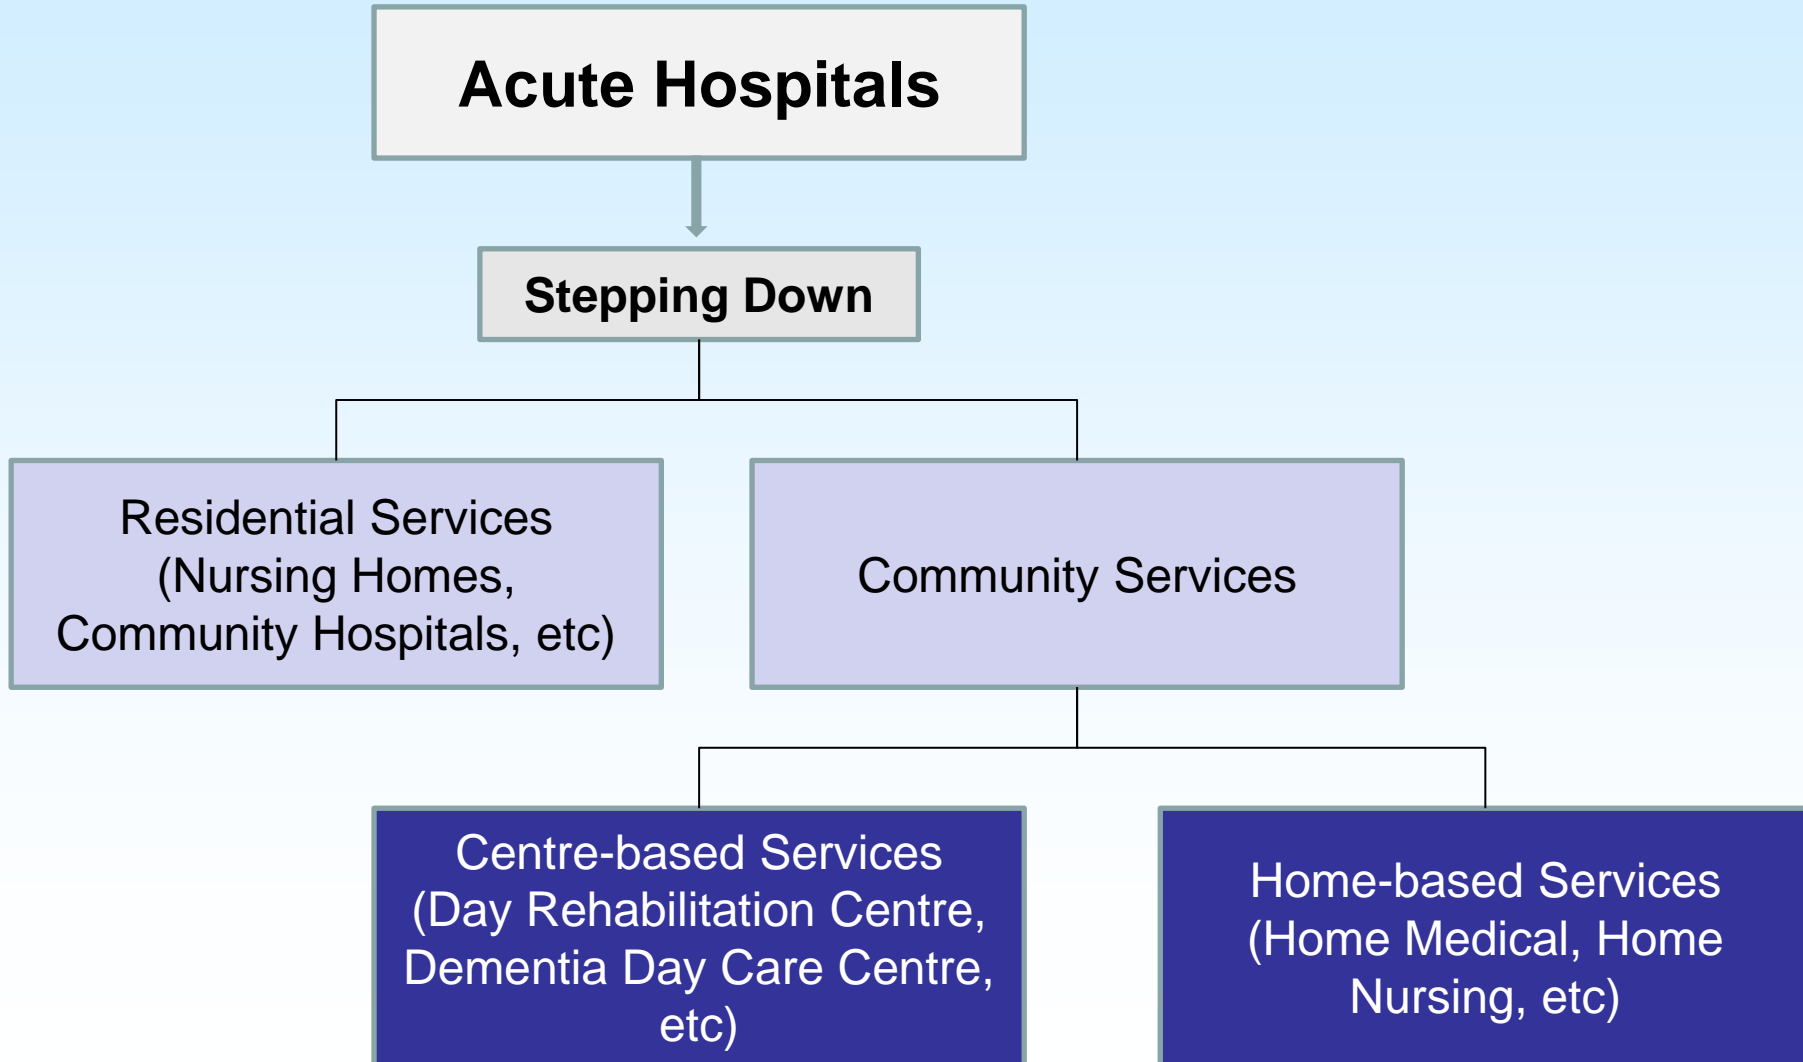 Acute Hospitals
Stepping Down
Residential Services
(Nursing Homes,
Community Hospitals, etc)
Community Services
Centre-based Services
(Day Rehabilitation Centre,
Dementia Day Care Centre,
etc)
Home-based Services
(Home Medical, Home
Nursing, etc)